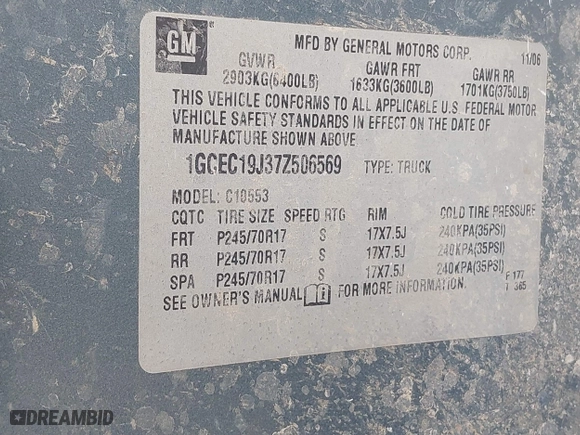 GM
MFD BY GENERAL MOTORS CORP. 11/06
GVWR GAWR FRT GAWR RR
2903KG(6400LB) 1633KG(3600LB) 1701KG(3750LB)
THIS VEHICLE CONFORMS TO ALL APPLICABLE U.S. FEDERAL MOTOR
VEHICLE SAFETY STANDARDS IN EFFECT ON THE DATE OF
MANUFACTURE SHOWN ABOVE
1GCEC19J37Z506569 TYPE: TRUCK
MODEL: C10553
CQTC TIRE SIZE SPEED RTG RIM COLD TIRE PRESSURE
FRT P245/70R17 S 17X7.5J 240KPA(35PSI)
RR P245/70R17 S 17X7.5J 240KPA(35PSI)
SPA P245/70R17 S 17X7.5J 240KPA(35PSI)
SEE OWNER'S MANUAL FOR MORE INFORMATION. F 177
T 365
DREAMBID